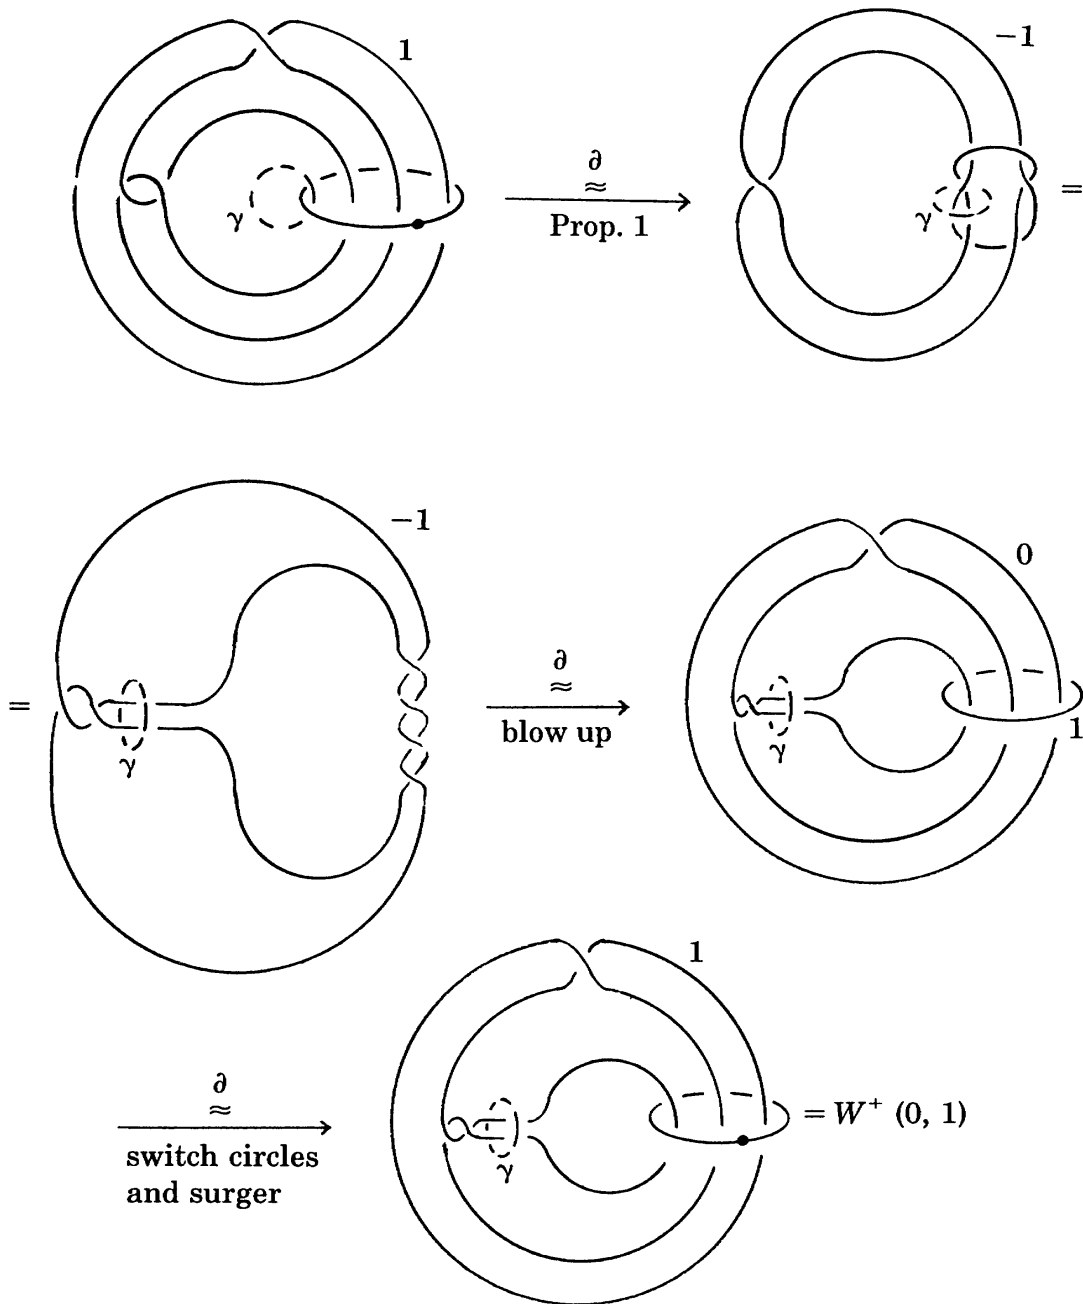 1
∂
≈
Prop. 1
γ
−1
γ
=
=
−1
γ
∂
≈
blow up
0
γ
1
∂
≈
switch circles
and surger
1
γ
= W⁺ (0, 1)